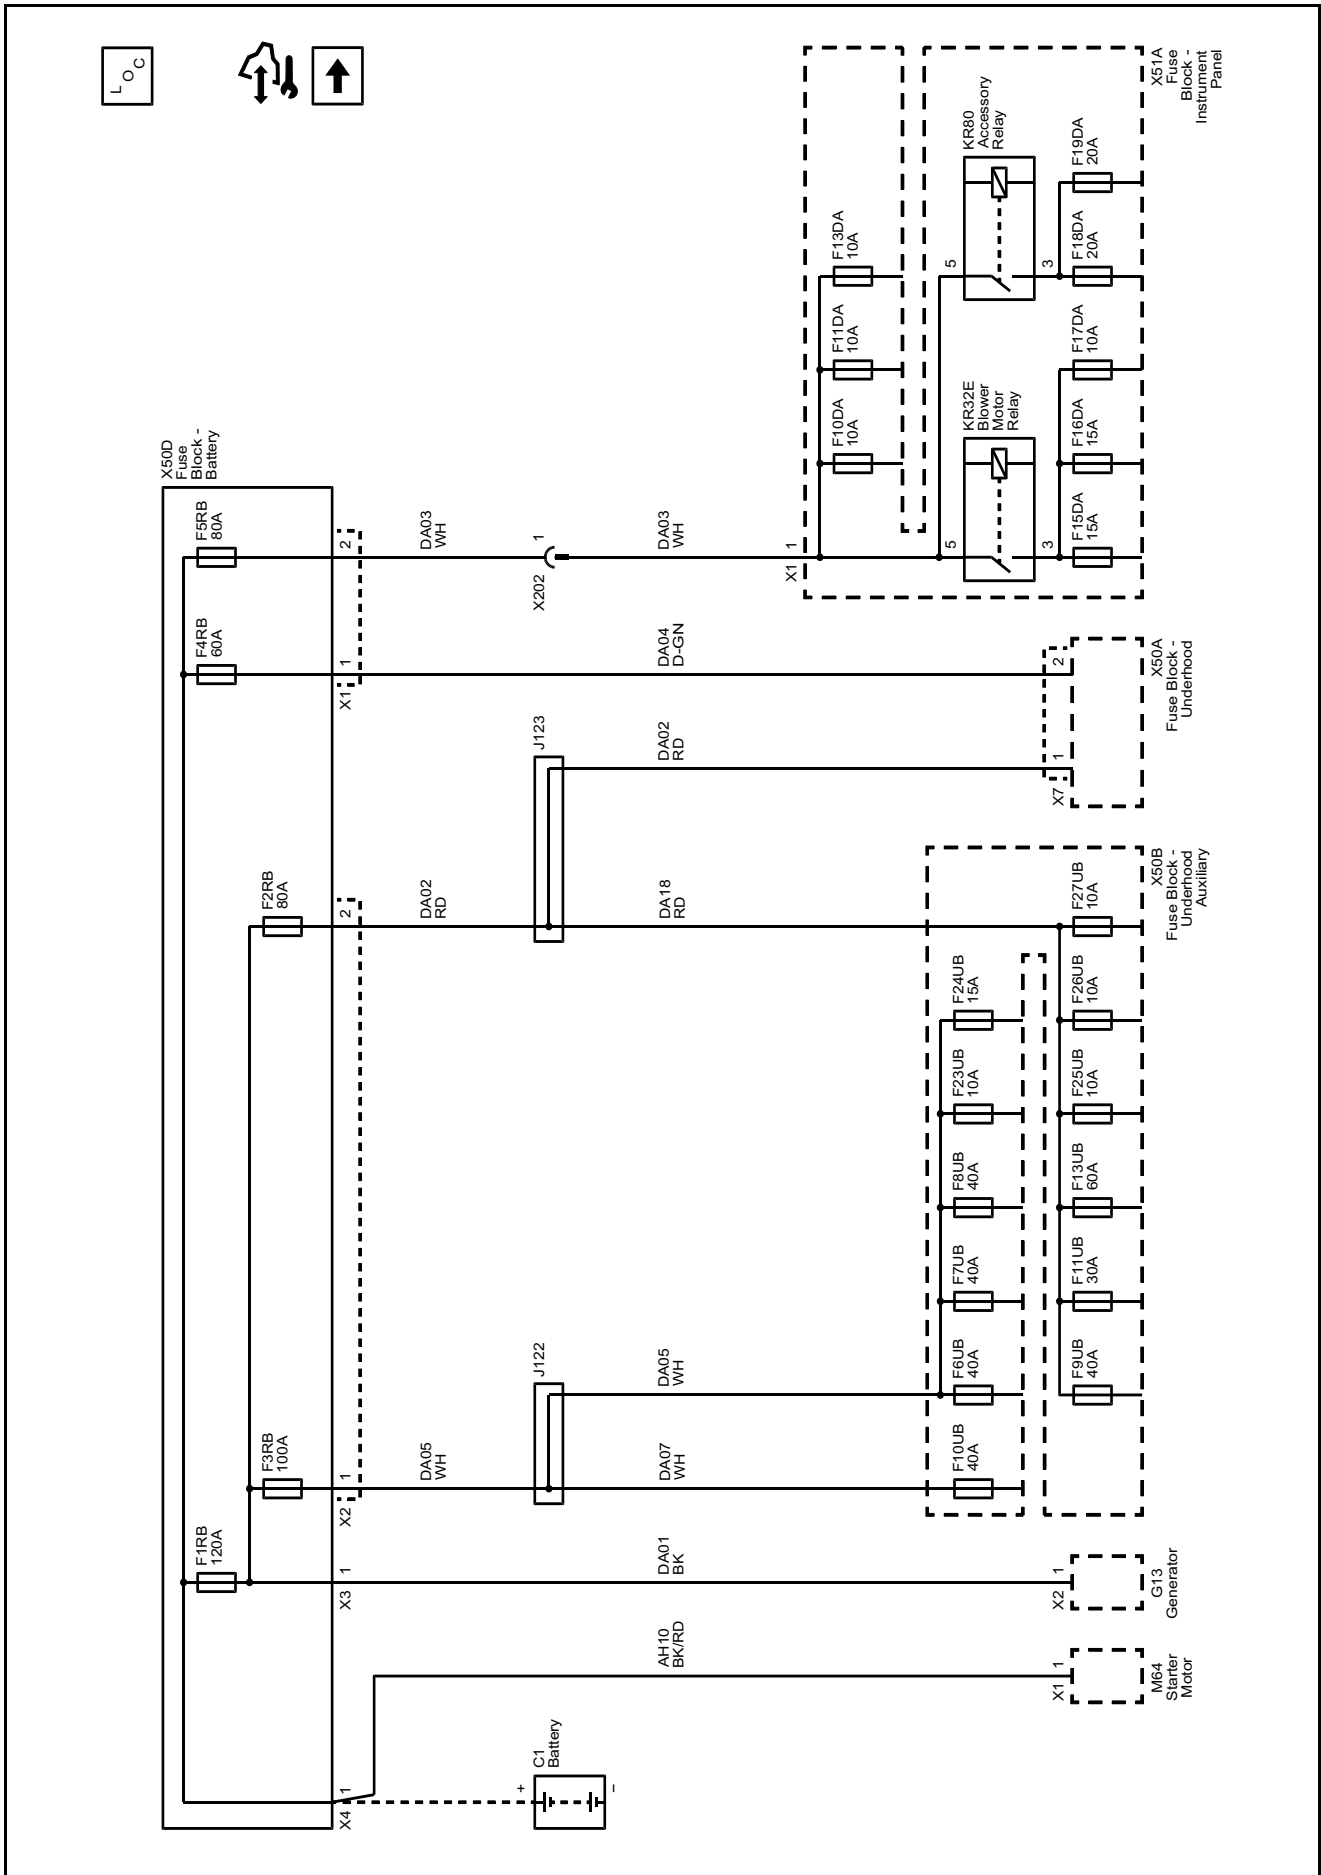 LOC
X50D
Fuse
Block -
Battery
F1RB
120A
F3RB
100A
F2RB
80A
F4RB
60A
F5RB
80A
X4
1
X3
1
X2
1
2
X1
1
2
C1
Battery
+
–
AH10
BK/RD
X1
1
M64
Starter
Motor
DA01
BK
X2
1
G13
Generator
DA05
WH
J122
DA07
WH
DA05
WH
DA02
RD
J123
DA18
RD
DA02
RD
DA04
D-GN
DA03
WH
X202
1
DA03
WH
F10UB
40A
F6UB
40A
F7UB
40A
F8UB
40A
F23UB
10A
F24UB
15A
F9UB
40A
F11UB
30A
F13UB
60A
F25UB
10A
F26UB
10A
F27UB
10A
X50B
Fuse Block -
Underhood
Auxiliary
X7
1
2
X50A
Fuse Block -
Underhood
X1
1
F10DA
10A
F11DA
10A
F13DA
10A
5
KR32E
Blower
Motor
Relay
3
5
KR80
Accessory
Relay
3
F15DA
15A
F16DA
15A
F17DA
10A
F18DA
20A
F19DA
20A
X51A
Fuse
Block -
Instrument
Panel